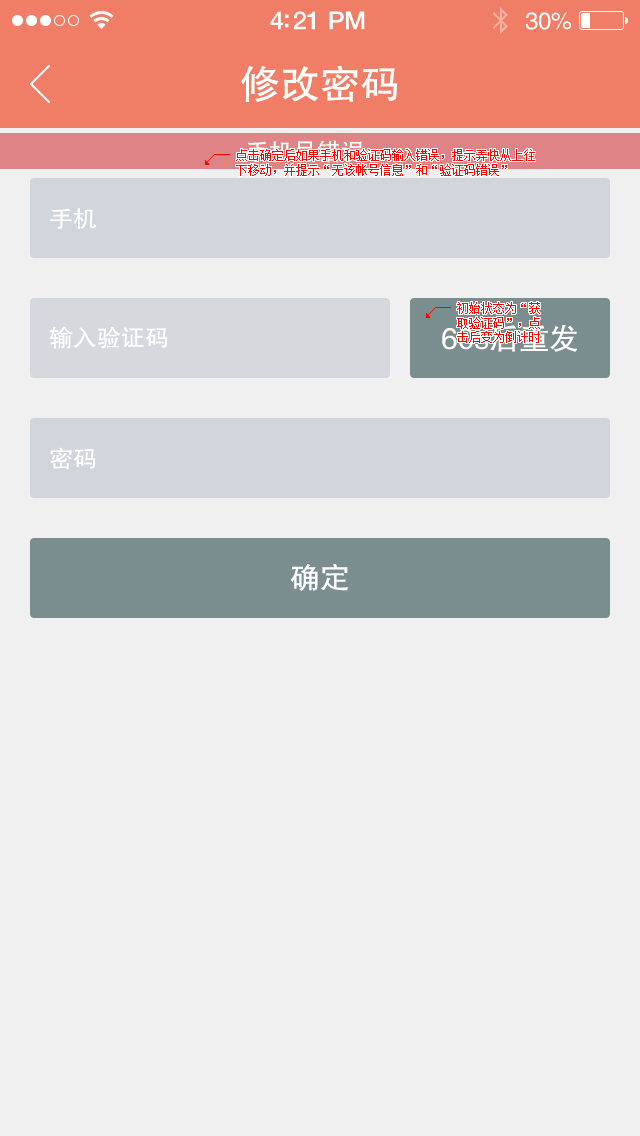 4:21 PM
30%
修改密码
手机号错误
点击确定后如果手机和验证码输入错误，提示弄快从上往
下移动，并提示“无该帐号信息”和“验证码错误”
手机
初始状态为“获
取验证码”，点
击后变为倒计时
输入验证码
60s后重发
密码
确定